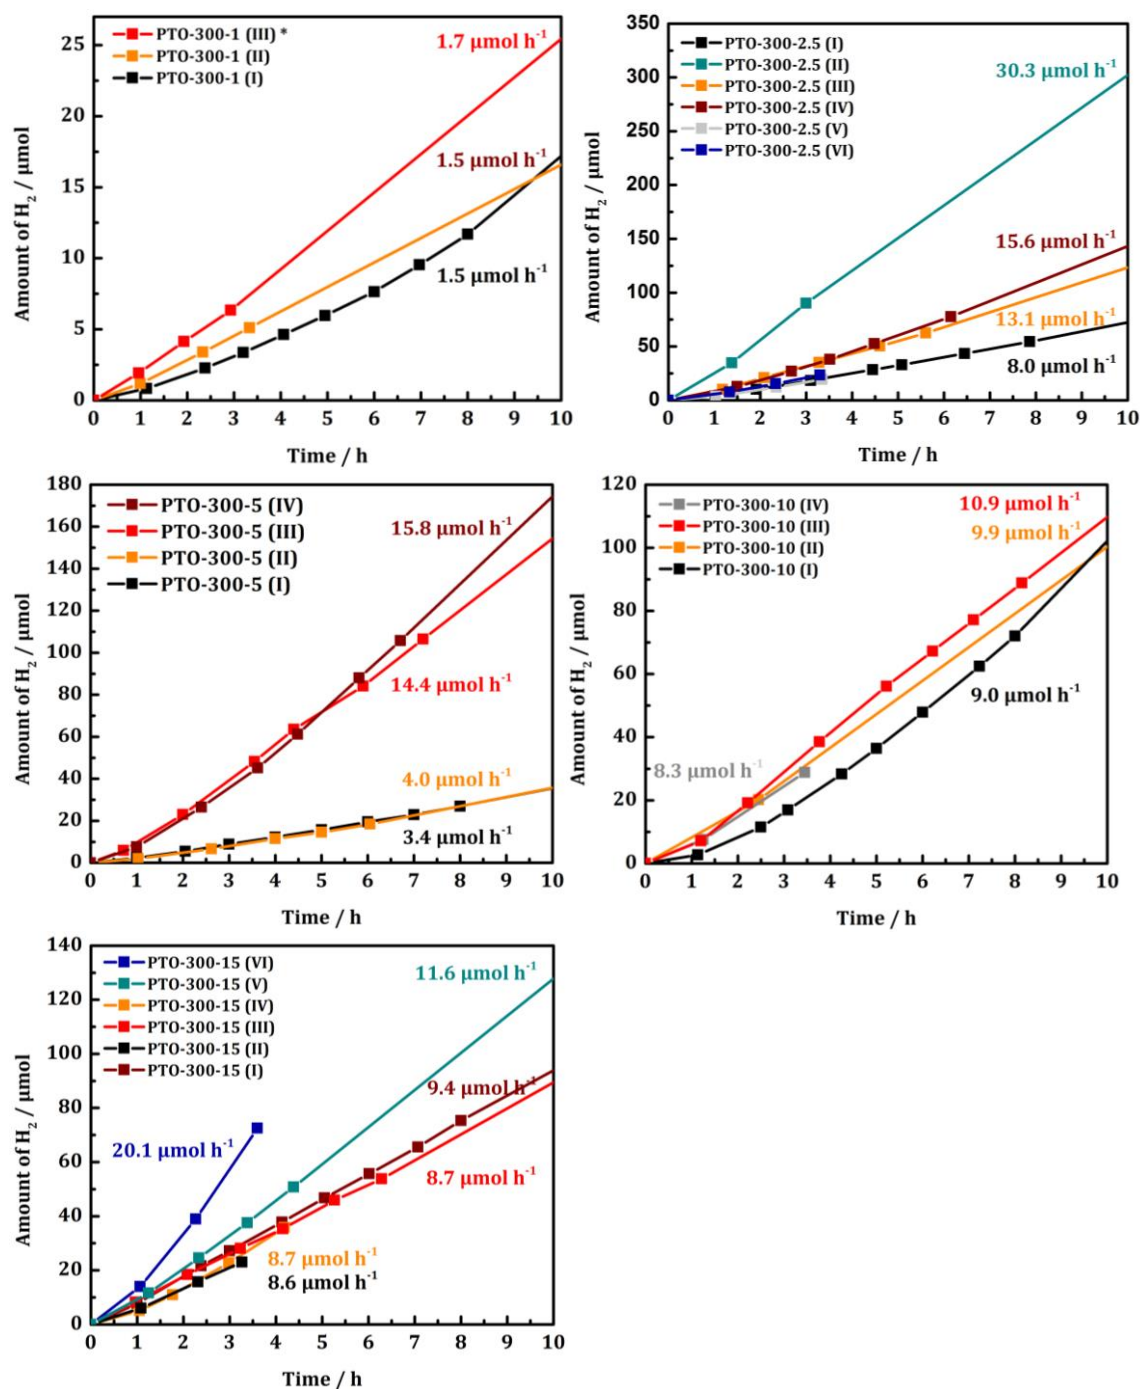 PTO-300-1 (III) *
PTO-300-1 (II)
PTO-300-1 (I)
1.7 μmol h⁻¹
1.5 μmol h⁻¹
1.5 μmol h⁻¹
Amount of H₂ / μmol
25
20
15
10
5
0
0 1 2 3 4 5 6 7 8 9 10
Time / h
PTO-300-2.5 (I)
PTO-300-2.5 (II)
PTO-300-2.5 (III)
PTO-300-2.5 (IV)
PTO-300-2.5 (V)
PTO-300-2.5 (VI)
30.3 μmol h⁻¹
15.6 μmol h⁻¹
13.1 μmol h⁻¹
8.0 μmol h⁻¹
Amount of H₂ / μmol
350
300
250
200
150
100
50
0
0 1 2 3 4 5 6 7 8 9 10
Time / h
PTO-300-5 (IV)
PTO-300-5 (III)
PTO-300-5 (II)
PTO-300-5 (I)
15.8 μmol h⁻¹
14.4 μmol h⁻¹
4.0 μmol h⁻¹
3.4 μmol h⁻¹
Amount of H₂ / μmol
180
160
140
120
100
80
60
40
20
0
0 1 2 3 4 5 6 7 8 9 10
Time / h
PTO-300-10 (IV)
PTO-300-10 (III)
PTO-300-10 (II)
PTO-300-10 (I)
10.9 μmol h⁻¹
9.9 μmol h⁻¹
9.0 μmol h⁻¹
8.3 μmol h⁻¹
Amount of H₂ / μmol
120
100
80
60
40
20
0
0 1 2 3 4 5 6 7 8 9 10
Time / h
PTO-300-15 (VI)
PTO-300-15 (V)
PTO-300-15 (IV)
PTO-300-15 (III)
PTO-300-15 (II)
PTO-300-15 (I)
11.6 μmol h⁻¹
9.4 μmol h⁻¹
20.1 μmol h⁻¹
8.7 μmol h⁻¹
8.7 μmol h⁻¹
8.6 μmol h⁻¹
Amount of H₂ / μmol
140
120
100
80
60
40
20
0
0 1 2 3 4 5 6 7 8 9 10
Time / h